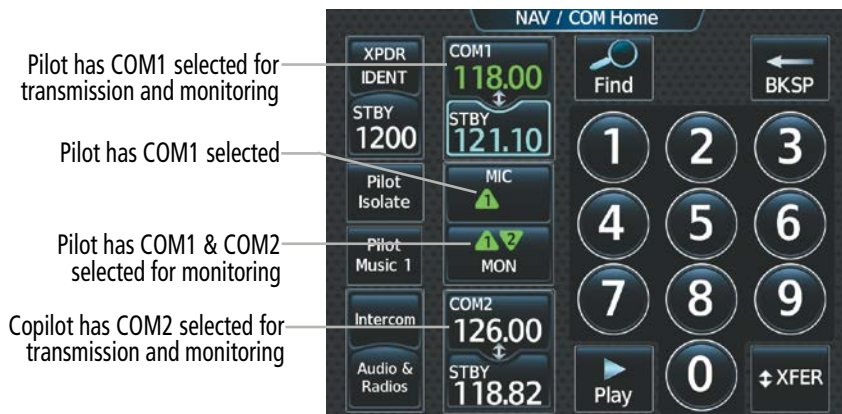 NAV / COM Home
Pilot has COM1 selected for
transmission and monitoring
Pilot has COM1 selected
Pilot has COM1 & COM2
selected for monitoring
Copilot has COM2 selected for
transmission and monitoring
XPDR
IDENT
STBY
1200
Pilot
Isolate
Pilot
Music 1
Intercom
Audio &
Radios
COM1
118.00
STBY
121.10
MIC
1
1 2
MON
COM2
126.00
STBY
118.82
Find
BKSP
1 2 3
4 5 6
7 8 9
Play
0
XFER